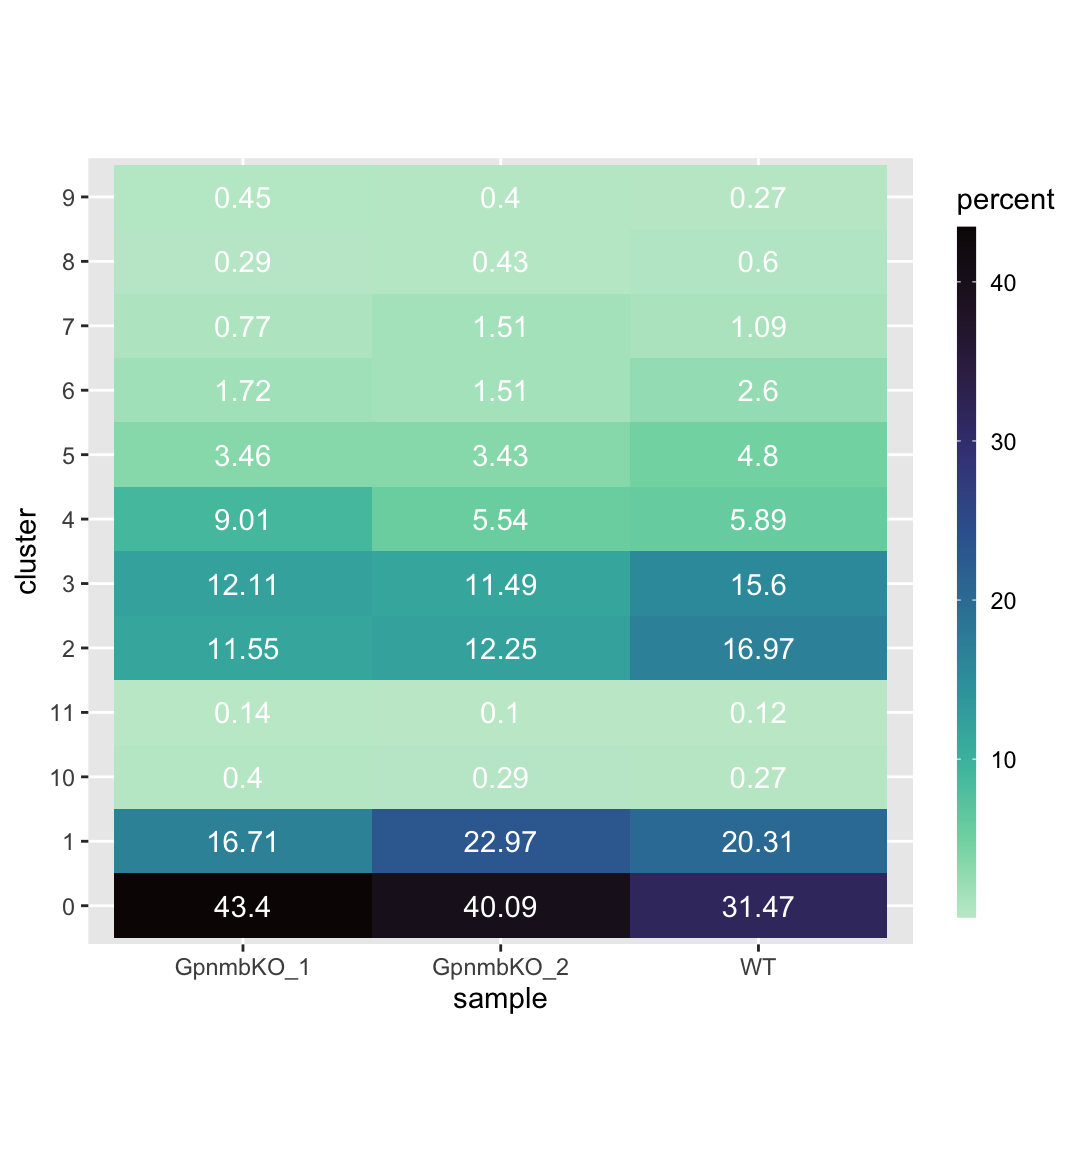 percent
40
30
20
10
cluster
9 0.45 0.4 0.27
8 0.29 0.43 0.6
7 0.77 1.51 1.09
6 1.72 1.51 2.6
5 3.46 3.43 4.8
4 9.01 5.54 5.89
3 12.11 11.49 15.6
2 11.55 12.25 16.97
11 0.14 0.1 0.12
10 0.4 0.29 0.27
1 16.71 22.97 20.31
0 43.4 40.09 31.47
GpnmbKO_1 GpnmbKO_2 WT
sample